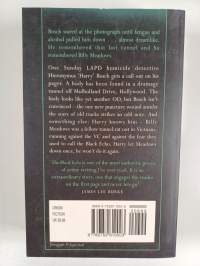 Bosch stared at the photograph until fatigue and
alcohol pulled him down . . . almost dreamlike.
He remembered that last tunnel and So
remembered Billy Meadows.
One Sunday LAPD homicide detective
Hieronymus 'Harry' Bosch gets a call-out on his
pager. A body has been found in a drainage
tunnel off Mulholland Drive, Hollywood. The
body looks like yet another OD, but Bosch isn't
convinced – the one new puncture wound amidst the
scars of old tracks strikes an odd note. And
something else: Harry knows him – Billy
Meadows was a fellow tunnel rat out in Vietnam,
running against the VC and against the fear they
used to call the Black Echo. Harry let Meadows
down once, he won't do it again.
one of the most authentic pieces
of crime writing I've ever read. It is an
extraordinary story, one that engages the reader on
the first page and never lets go'
JAMES LEE BURKE
CRIME
FICTION